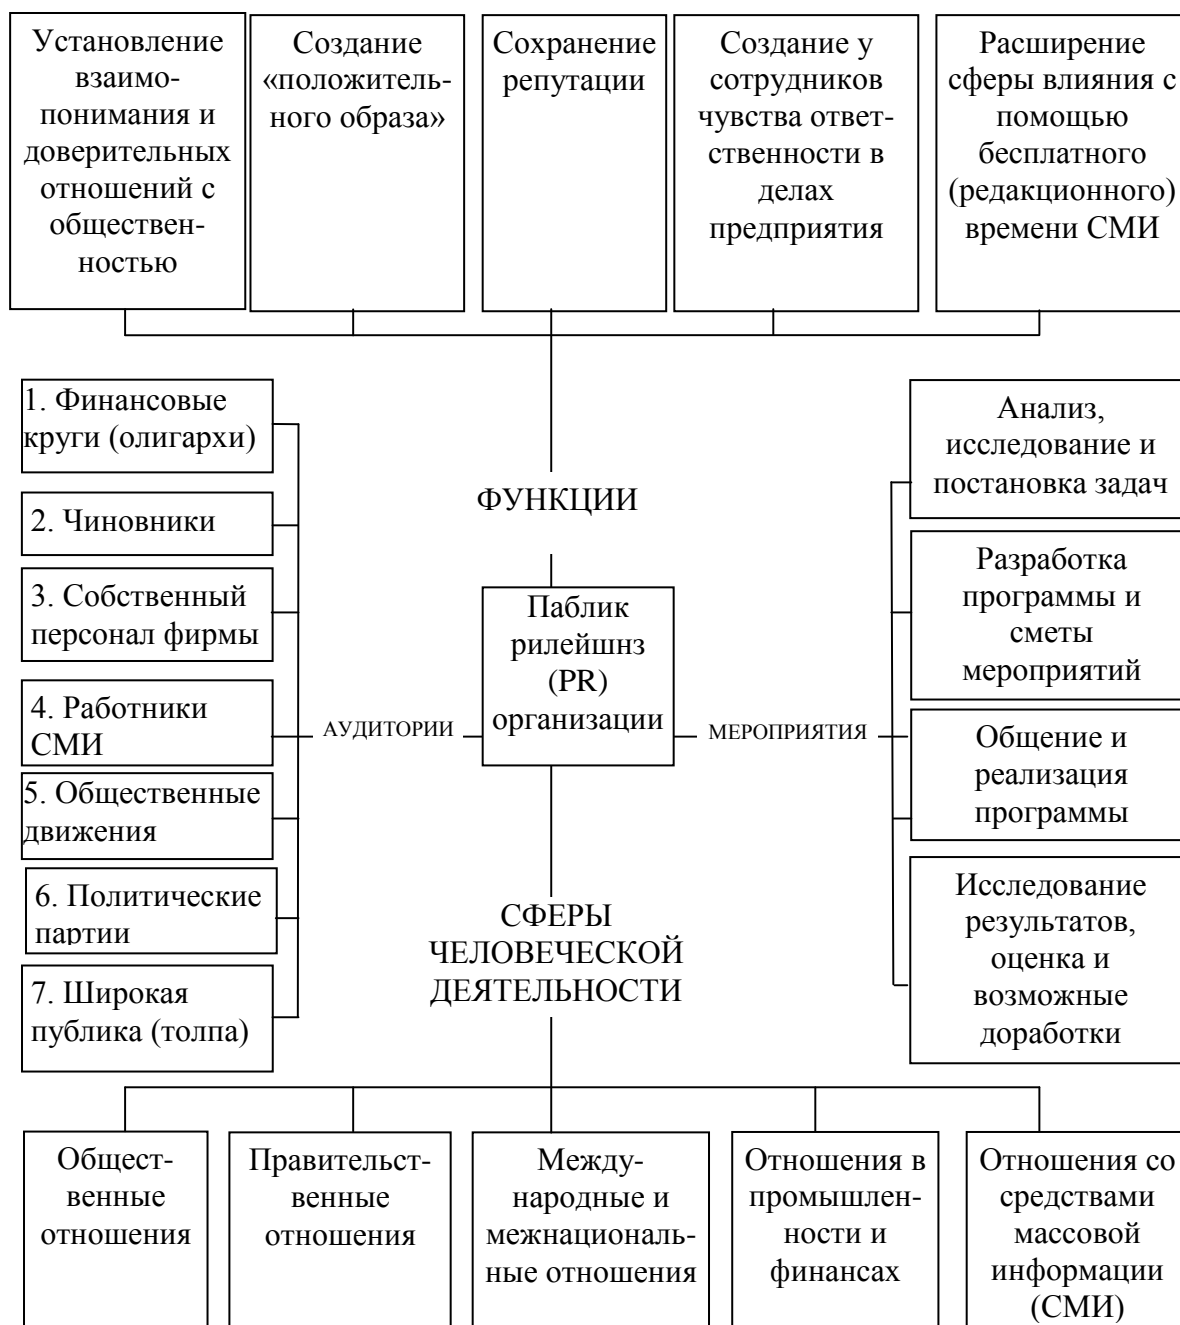 Установление
взаимо-
понимания и
доверительных
отношений с
обществен-
ностью
Создание
«положитель-
ного образа»
Сохранение
репутации
Создание у
сотрудников
чувства ответ-
ственности в
делах
предприятия
Расширение
сферы влияния с
помощью
бесплатного
(редакционного)
времени СМИ
ФУНКЦИИ
1. Финансовые
круги (олигархи)
2. Чиновники
3. Собственный
персонал фирмы
4. Работники
СМИ
5. Общественные
движения
6. Политические
партии
7. Широкая
публика (толпа)
АУДИТОРИИ
Паблик
рилейшнз
(PR)
организации
МЕРОПРИЯТИЯ
Анализ,
исследование и
постановка задач
Разработка
программы и
сметы
мероприятий
Общение и
реализация
программы
Исследование
результатов,
оценка и
возможные
доработки
СФЕРЫ
ЧЕЛОВЕЧЕСКОЙ
ДЕЯТЕЛЬНОСТИ
Общест-
венные
отношения
Правительст-
венные
отношения
Между-
народные и
межнациональ-
ные отношения
Отношения в
промышлен-
ности и
финансах
Отношения со
средствами
массовой
информации
(СМИ)